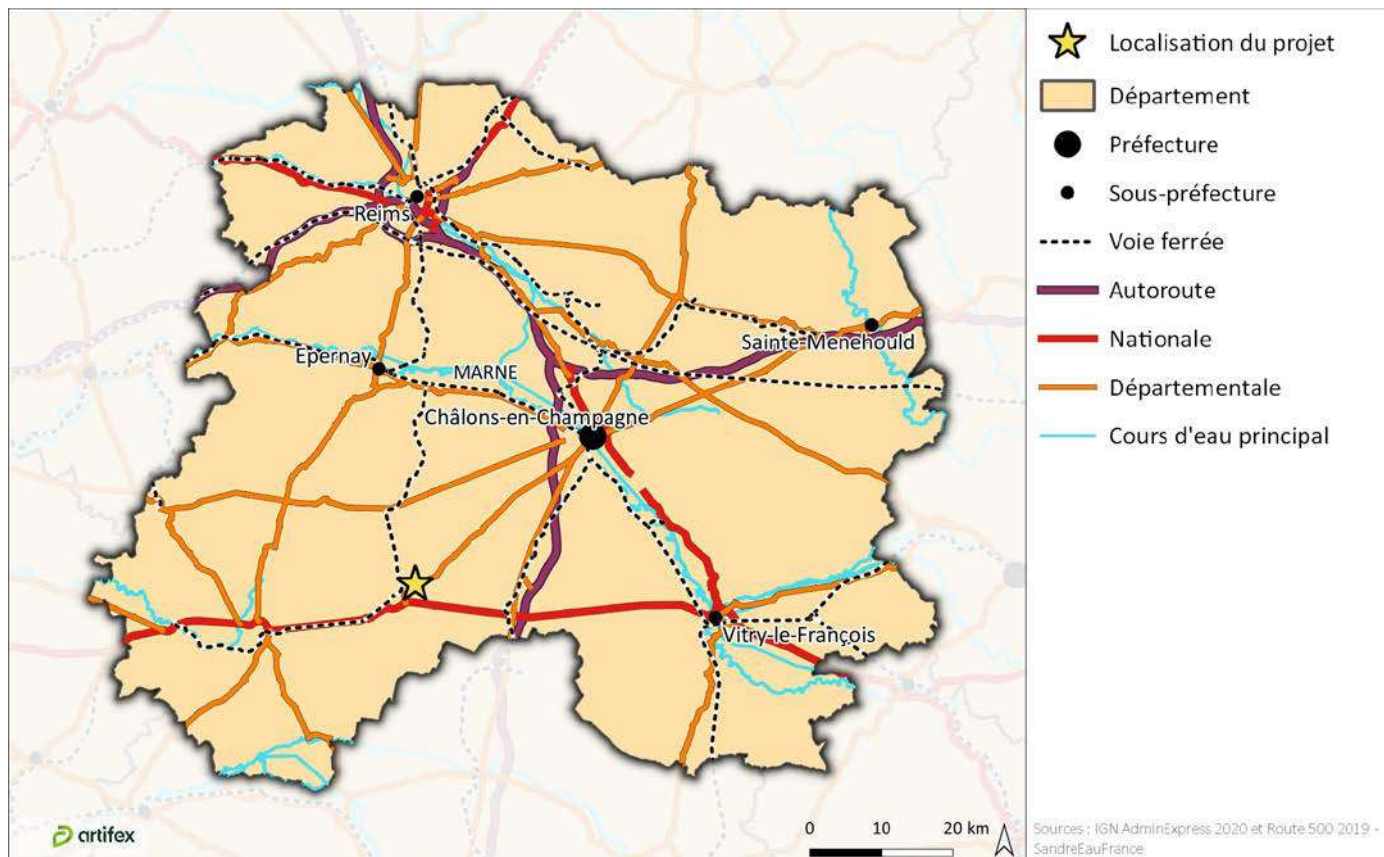 Reims
Epernay
MARNE
Sainte-Menehould
Châlons-en-Champagne
Vitry-le-François
artifex
0 10 20 km
Localisation du projet
Département
Préfecture
Sous-préfecture
Voie ferrée
Autoroute
Nationale
Départementale
Cours d'eau principal
Sources : IGN AdminExpress 2020 et Route 500 2019 -
SandreEauFrance